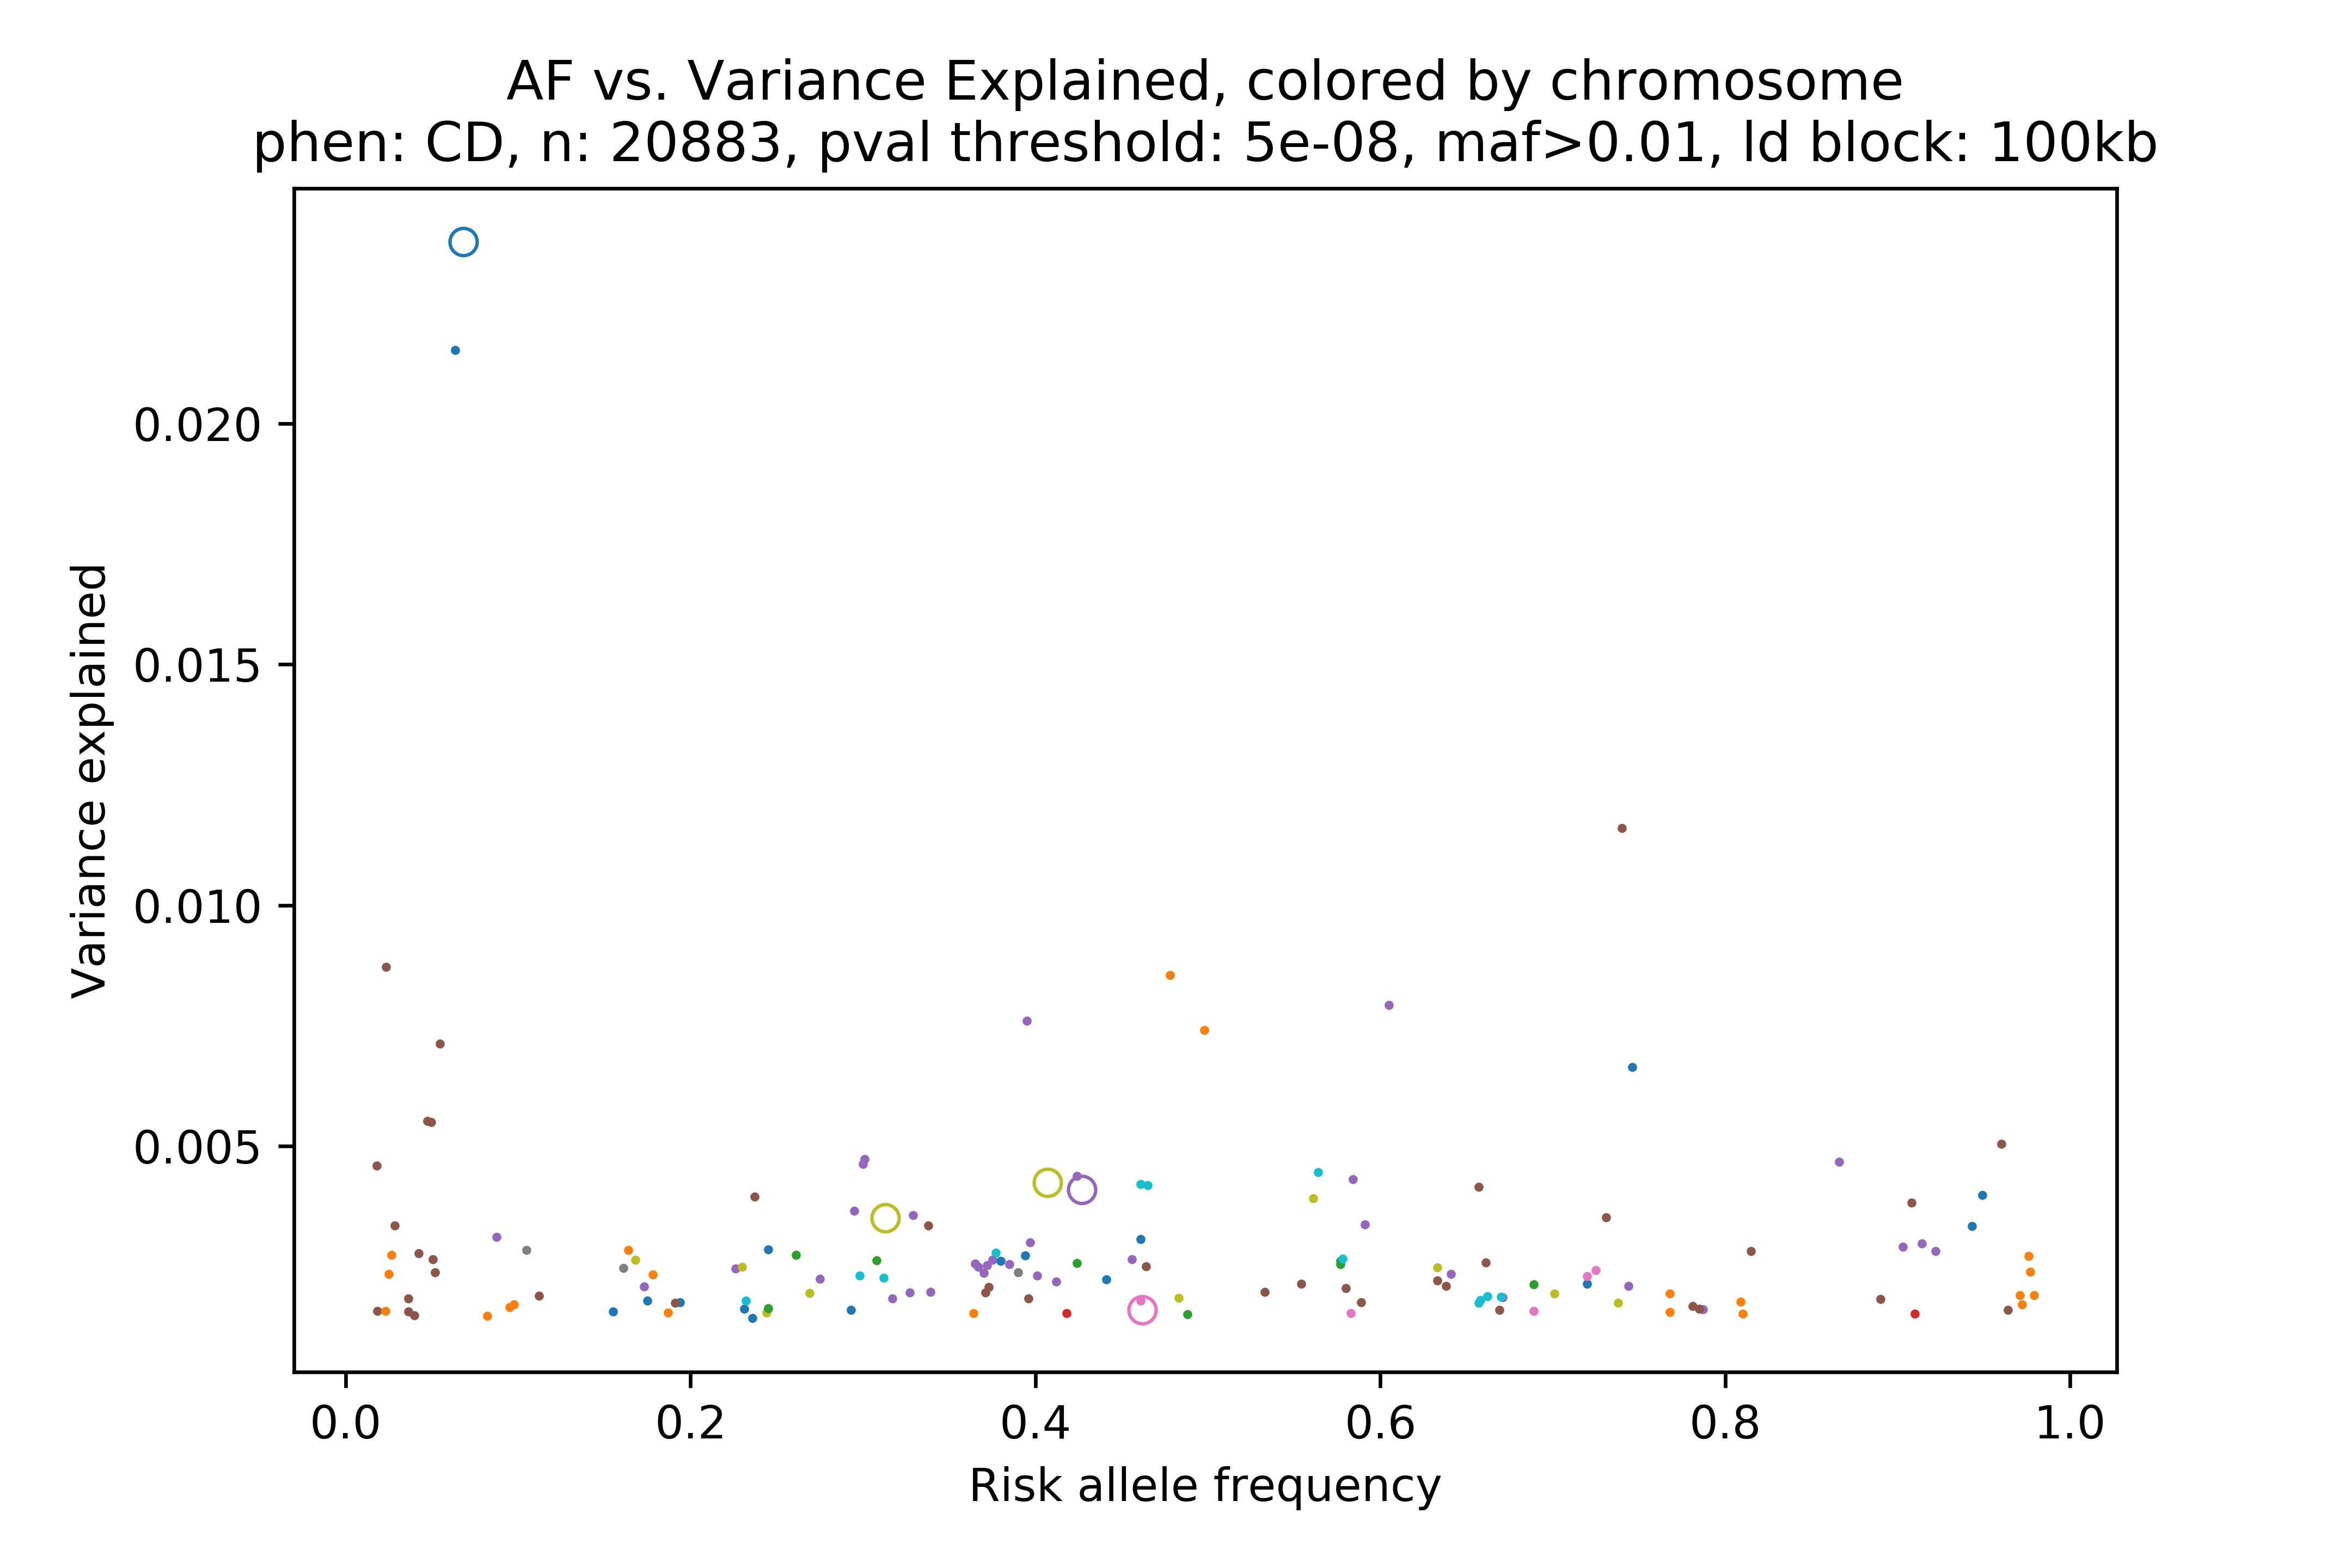 AF vs. Variance Explained, colored by chromosome
phen: CD, n: 20883, pval threshold: 5e-08, maf>0.01, ld block: 100kb
Variance explained
0.020
0.015
0.010
0.005
0.0 0.2 0.4 0.6 0.8 1.0
Risk allele frequency